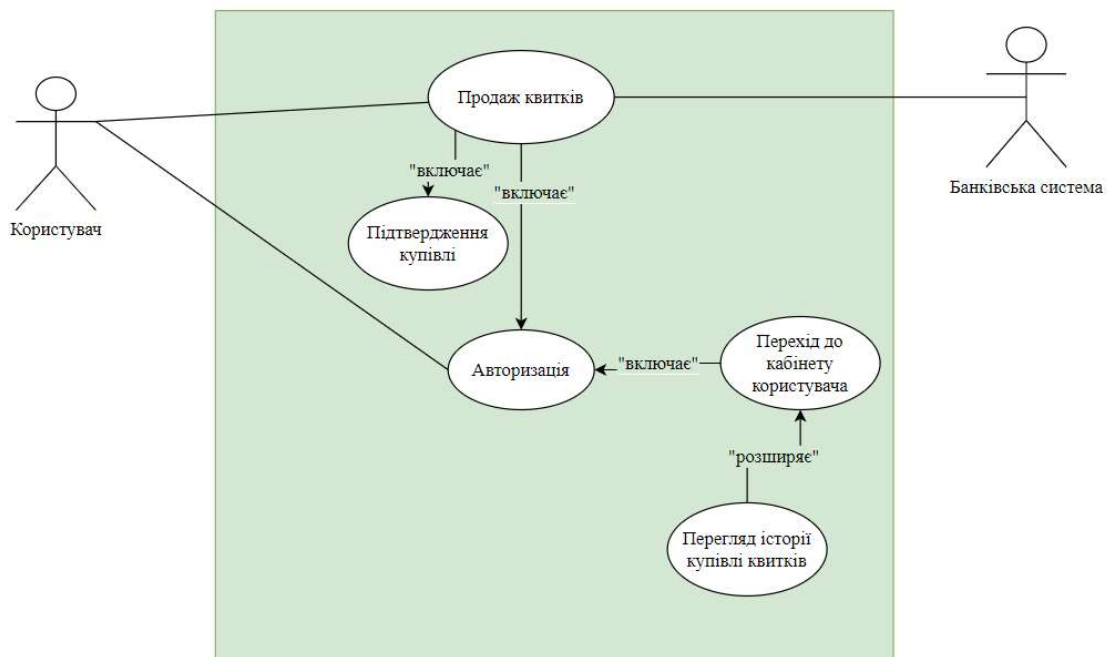 Продаж квитків
"включає"
"включає"
Банківська система
Користувач
Підтвердження
купівлі
Авторизація
"включає"
Перехід до
кабінету
користувача
"розширяє"
Перегляд історії
купівлі квитків